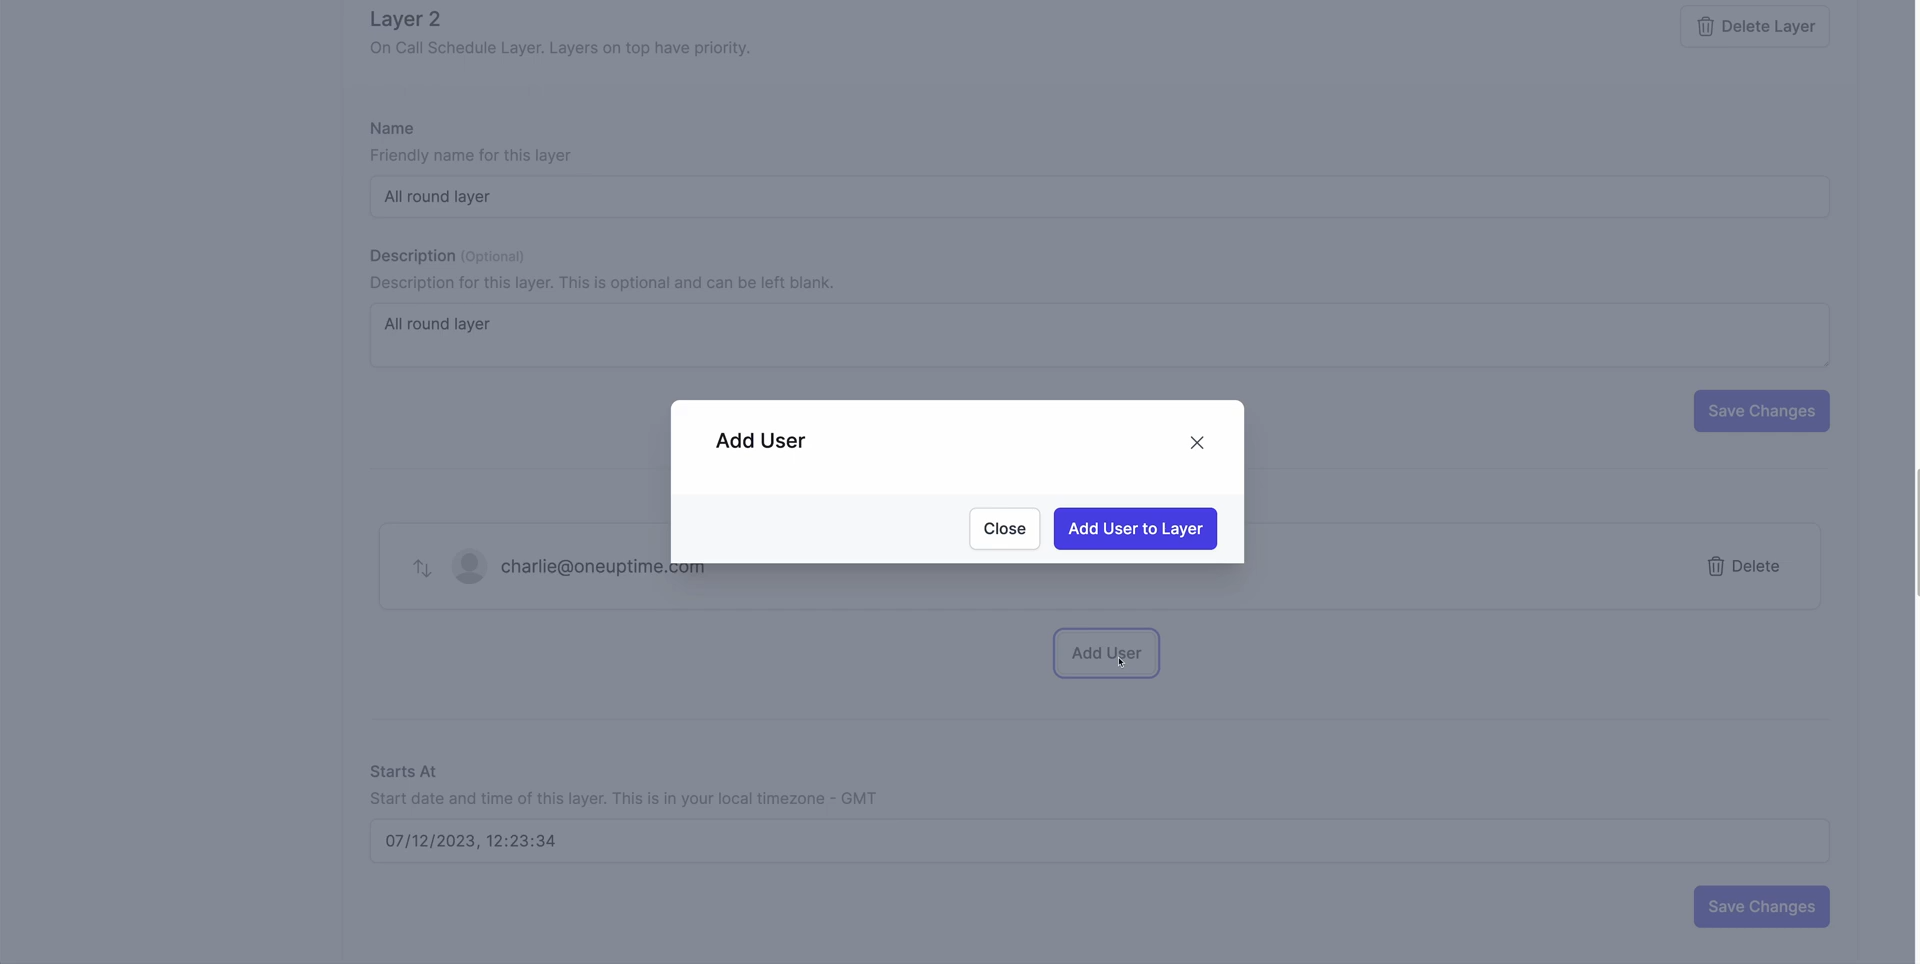 Layer 2
Delete Layer
On Call Schedule Layer. Layers on top have priority.
Name
Friendly name for this layer
All round layer
Description (Optional)
Description for this layer. This is optional and can be left blank.
All round layer
Save Changes
Add User
Close
Add User to Layer
charlie@oneuptime.com
Delete
Add User
Starts At
Start date and time of this layer. This is in your local timezone - GMT
07/12/2023, 12:23:34
Save Changes